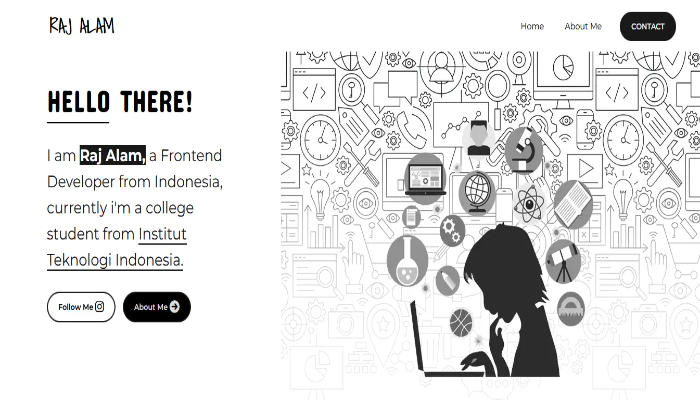 RAJ ALAM
Home
About Me
CONTACT
HELLO THERE!
I am Raj Alam, a Frontend
Developer from Indonesia,
currently i'm a college
student from Institut
Teknologi Indonesia.
Follow Me
About Me